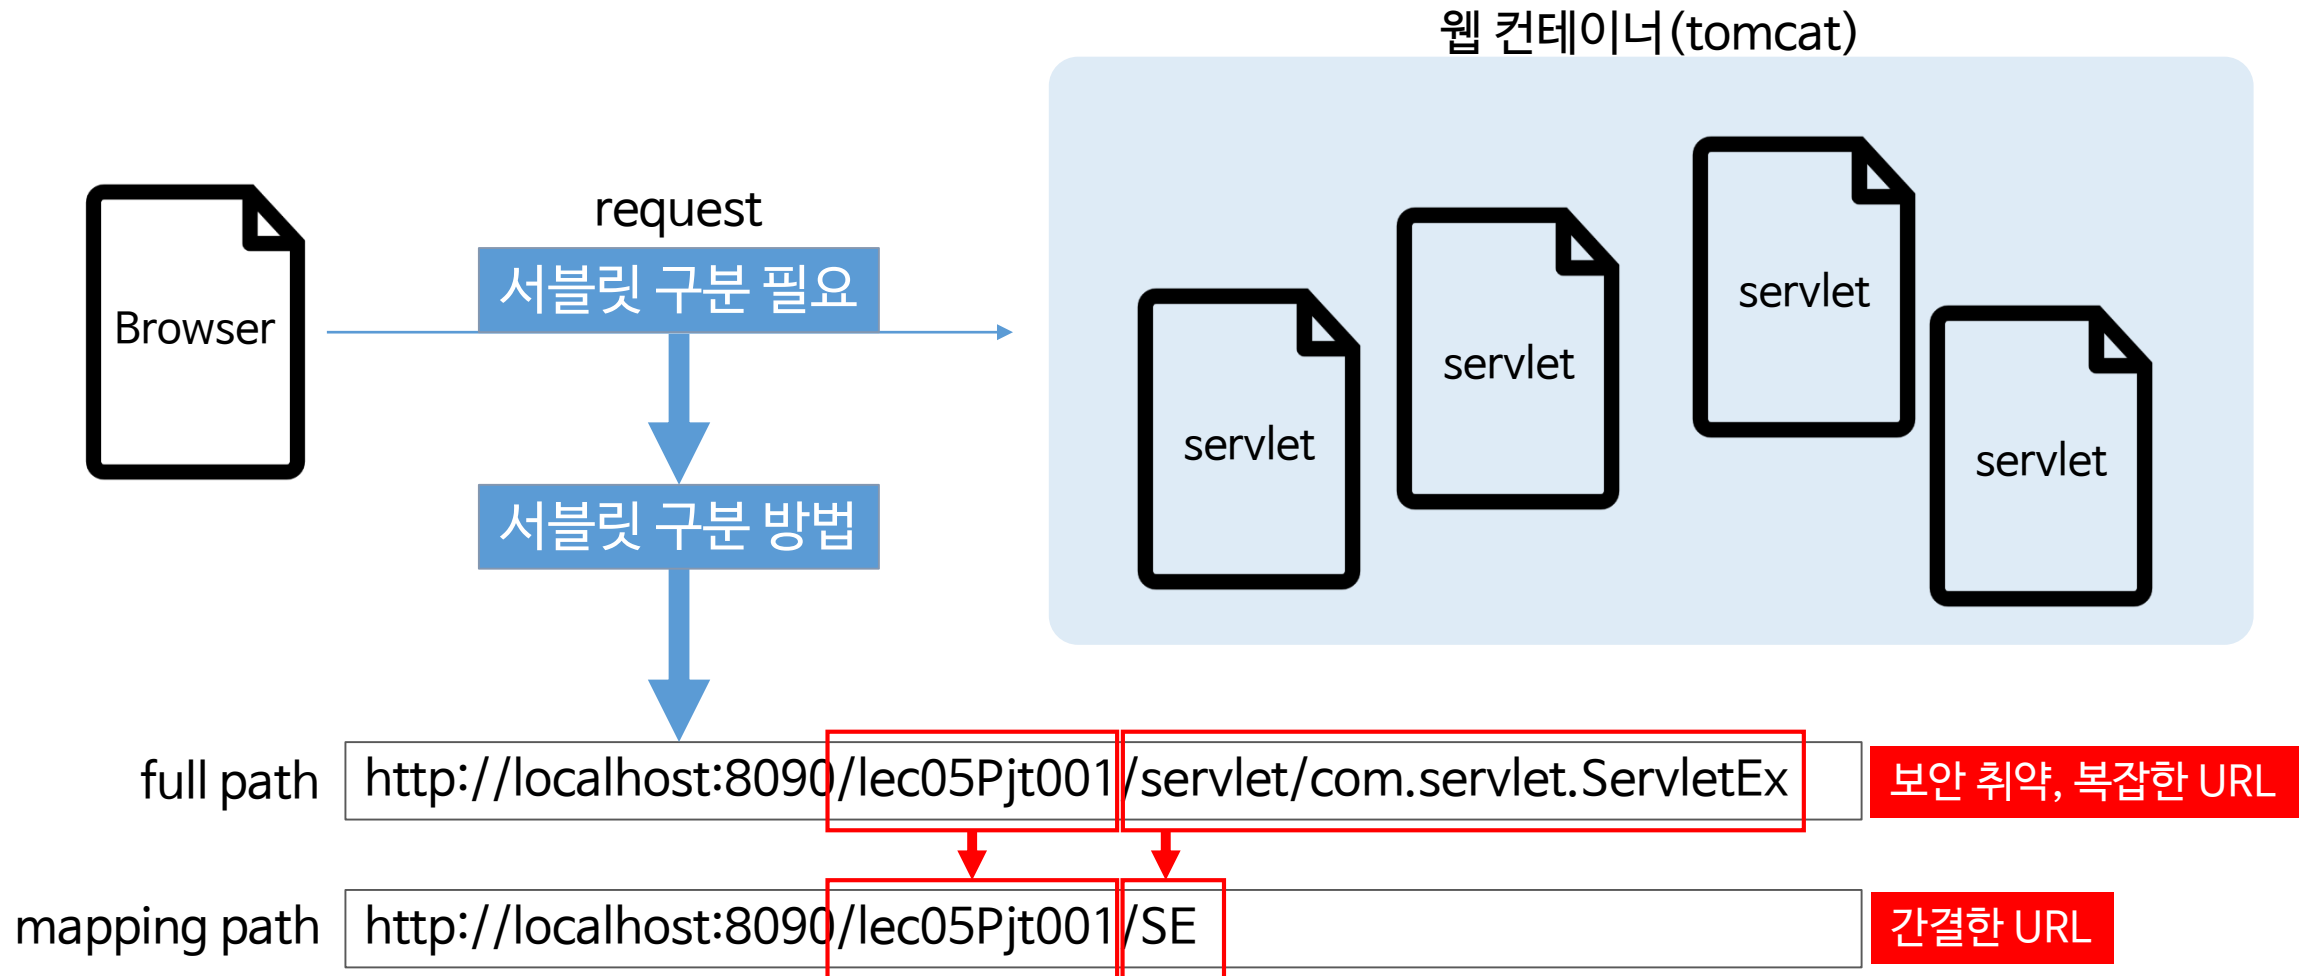 웹 컨테이너(tomcat)
request
서블릿 구분 필요
Browser
servlet
servlet
servlet
servlet
서블릿 구분 방법
full path
http://localhost:8090/lec05Pjt001/servlet/com.servlet.ServletEx
보안 취약, 복잡한 URL
mapping path
http://localhost:8090/lec05Pjt001/SE
간결한 URL